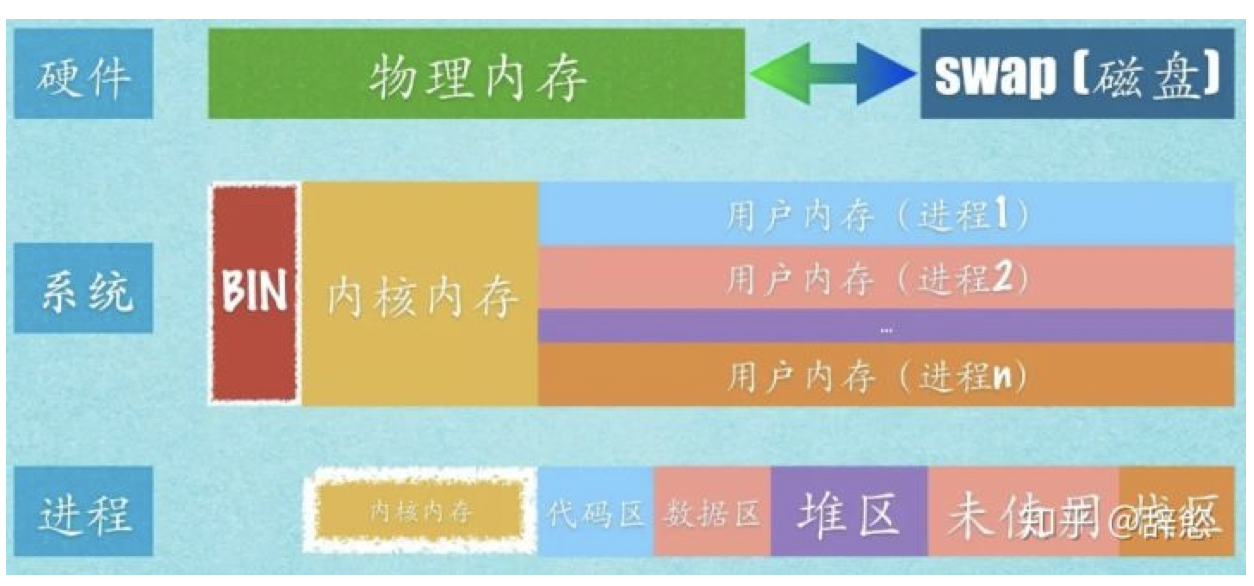 硬件
物理内存
swap (磁盘)
系统
BIN
内核内存
用户内存 (进程1)
用户内存 (进程2)
...
用户内存 (进程n)
进程
内核内存
代码区
数据区
堆区
未使用
栈区
知乎 @辞慾